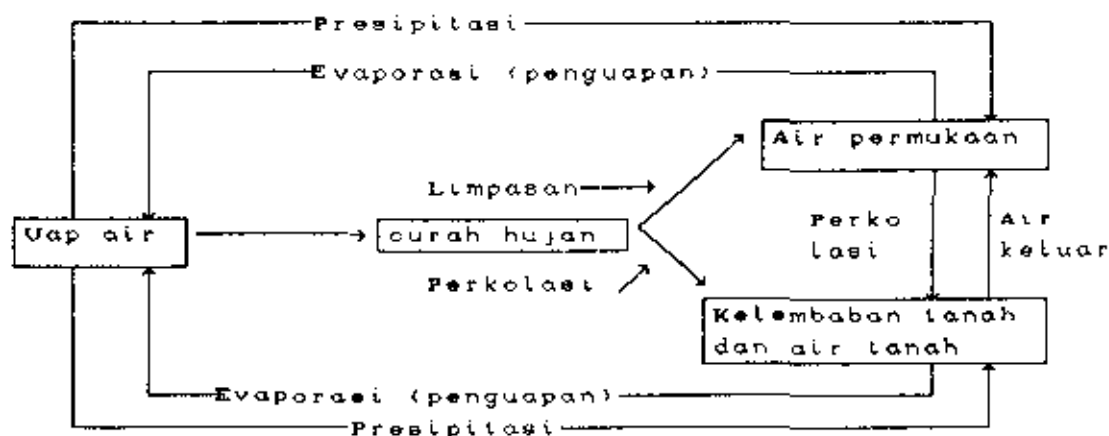 Presipitasi
Evaporasi (penguapan)
Air permukaan
Limpasan
Uap air
curah hujan
Perko
lasi
Air
keluar
Perkolasi
Kelembaban tanah
dan air tanah
Evaporasi (penguapan)
Presipitasi